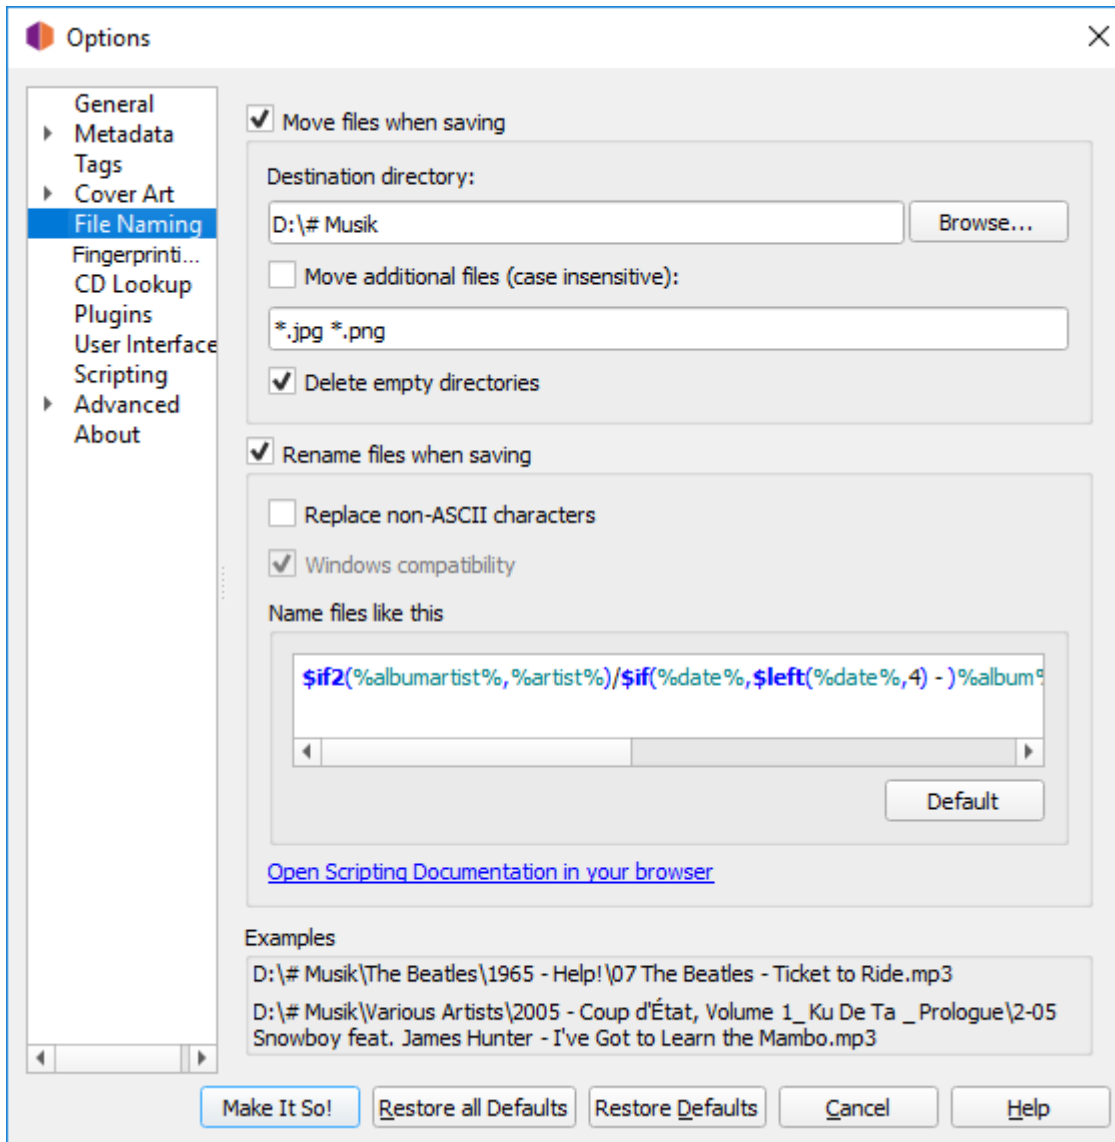 Options
General
Metadata
Tags
Cover Art
File Naming
Fingerprinti...
CD Lookup
Plugins
User Interface
Scripting
Advanced
About
Move files when saving
Destination directory:
D:\# Musik
Browse...
Move additional files (case insensitive):
*.jpg *.png
Delete empty directories
Rename files when saving
Replace non-ASCII characters
Windows compatibility
Name files like this
$if2(%albumartist%,%artist%)/$if(%date%,$left(%date%,4) - )%album%
Default
Open Scripting Documentation in your browser
Examples
D:\# Musik\The Beatles\1965 - Help!\07 The Beatles - Ticket to Ride.mp3
D:\# Musik\Various Artists\2005 - Coup d'État, Volume 1_ Ku De Ta _ Prologue\2-05
Snowboy feat. James Hunter - I've Got to Learn the Mambo.mp3
Make It So!
Restore all Defaults
Restore Defaults
Cancel
Help